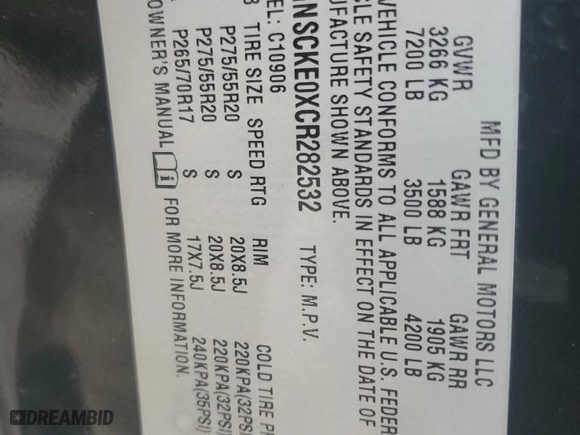 MFD BY GENERAL MOTORS LLC
GVWR GAWR FRT GAWR RR
3266 KG 1588 KG 1905 KG
7200 LB 3500 LB 4200 LB
VEHICLE CONFORMS TO ALL APPLICABLE U.S. FEDER
CLE SAFETY STANDARDS IN EFFECT ON THE DATE OF
UFACTURE SHOWN ABOVE.
NSCKE0XCR282532 TYPE: M.P.V.
EL: C10906
TIRE SIZE SPEED RTG RIM COLD TIRE PR
P275/55R20 S 20X8.5J 220KPA(32PSI)
P275/55R20 S 20X8.5J 220KPA(32PSI)
P265/70R17 S 17X7.5J 240KPA(35PSI)
OWNER'S MANUAL FOR MORE INFORMATION.
DREAMBID